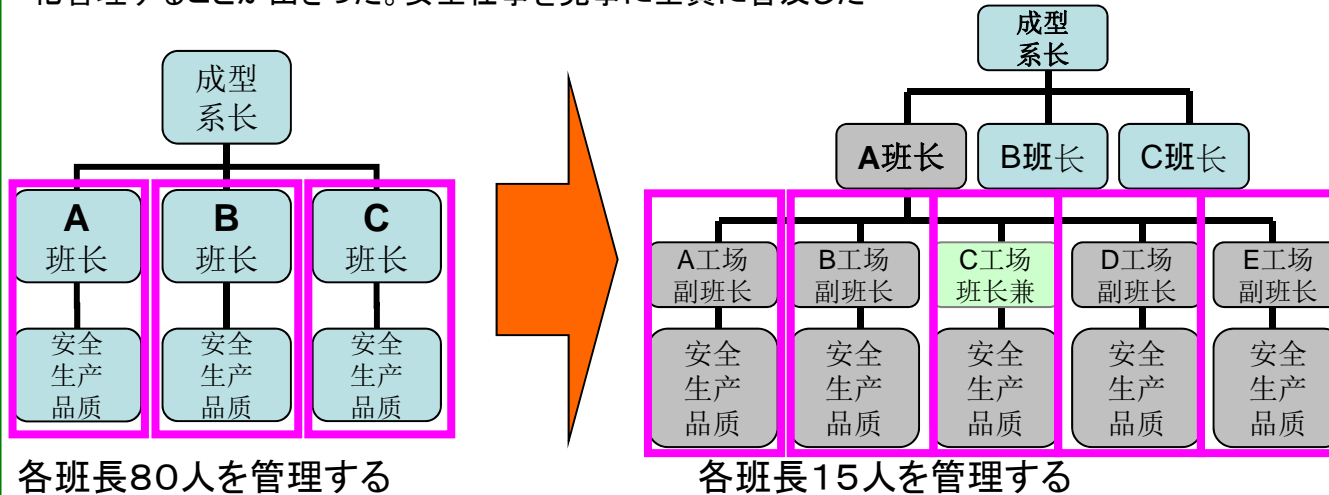 成型
系长
A
班长
B
班长
C
班长
安全
生产
品质
安全
生产
品质
安全
生产
品质
各班長80人を管理する
成型
系长
A班长
B班长
C班长
A工场
副班长
B工场
副班长
C工场
班长兼
D工场
副班长
E工场
副班长
安全
生产
品质
安全
生产
品质
安全
生产
品质
安全
生产
品质
安全
生产
品质
各班長15人を管理する